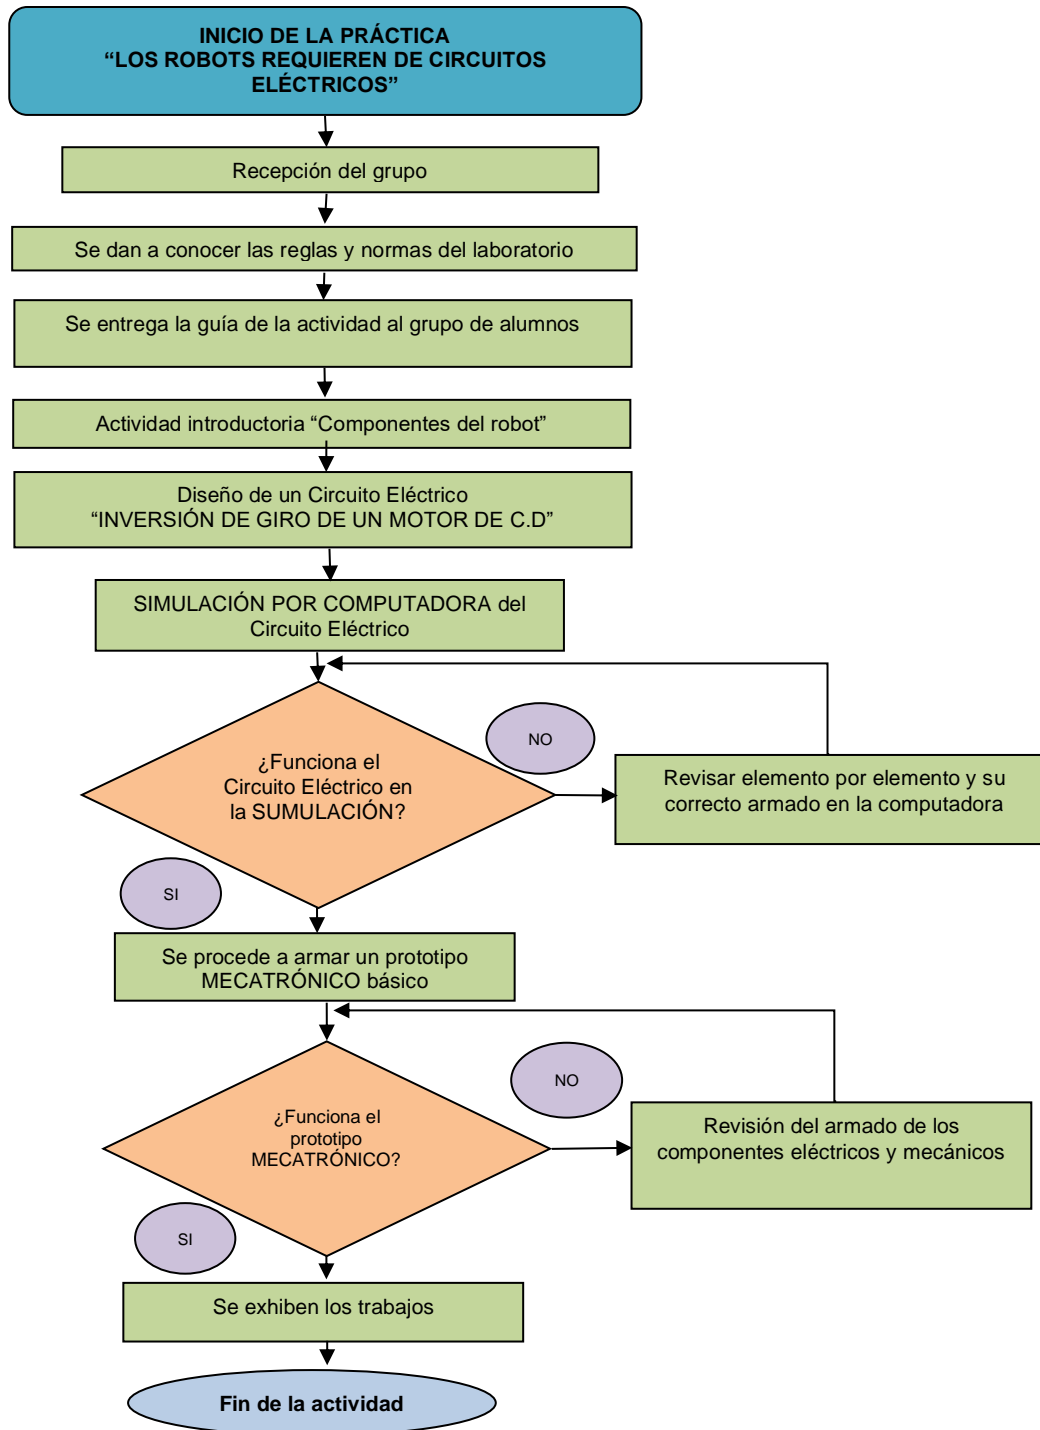 INICIO DE LA PRÁCTICA
“LOS ROBOTS REQUIEREN DE CIRCUITOS
ELÉCTRICOS”
Recepción del grupo
Se dan a conocer las reglas y normas del laboratorio
Se entrega la guía de la actividad al grupo de alumnos
Actividad introductoria “Componentes del robot”
Diseño de un Circuito Eléctrico
“INVERSIÓN DE GIRO DE UN MOTOR DE C.D”
SIMULACIÓN POR COMPUTADORA del
Circuito Eléctrico
¿Funciona el
Circuito Eléctrico en
la SUMULACIÓN?
NO
Revisar elemento por elemento y su
correcto armado en la computadora
SI
Se procede a armar un prototipo
MECATRÓNICO básico
¿Funciona el
prototipo
MECATRÓNICO?
NO
Revisión del armado de los
componentes eléctricos y mecánicos
SI
Se exhiben los trabajos
Fin de la actividad